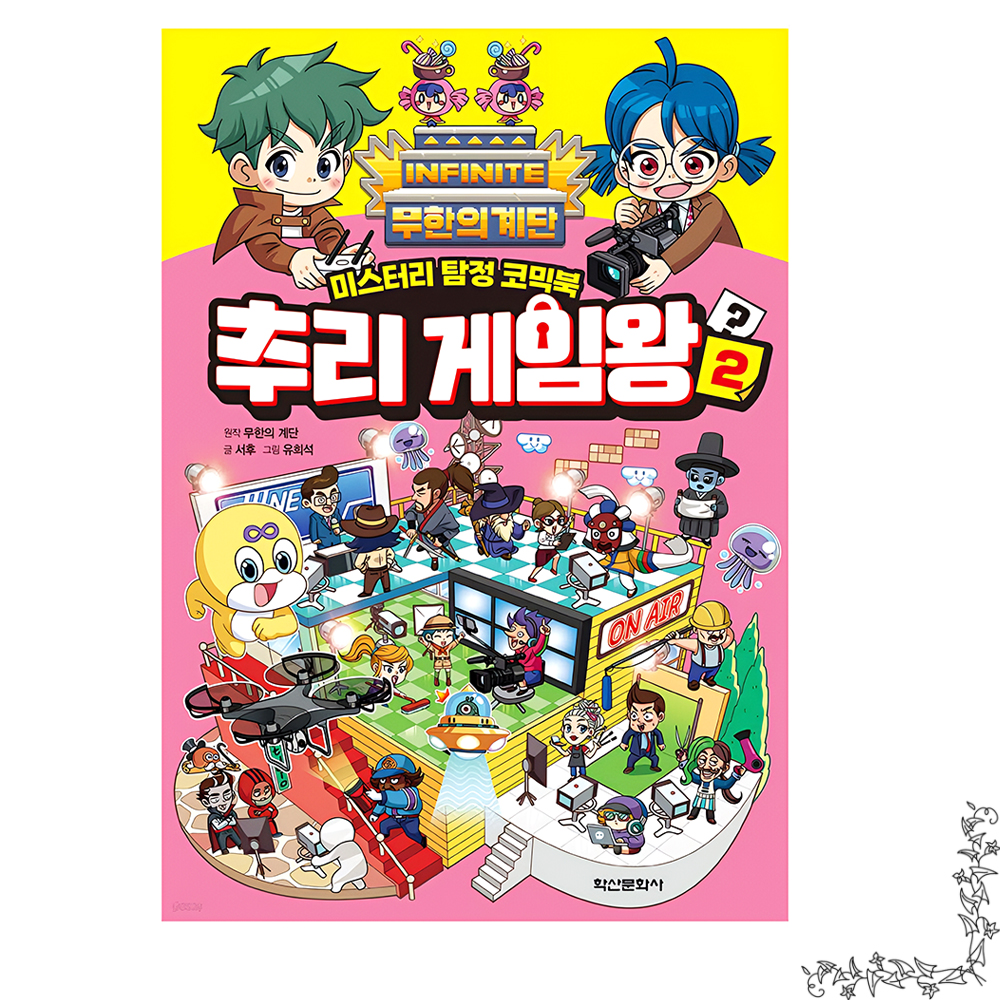 INFINITE
무한의계단
미스터리 탐정 코믹북
추리 게임왕
?
2
원작 무한의 계단
글 서후 그림 유희석
NE
ON AIR
학산문화사